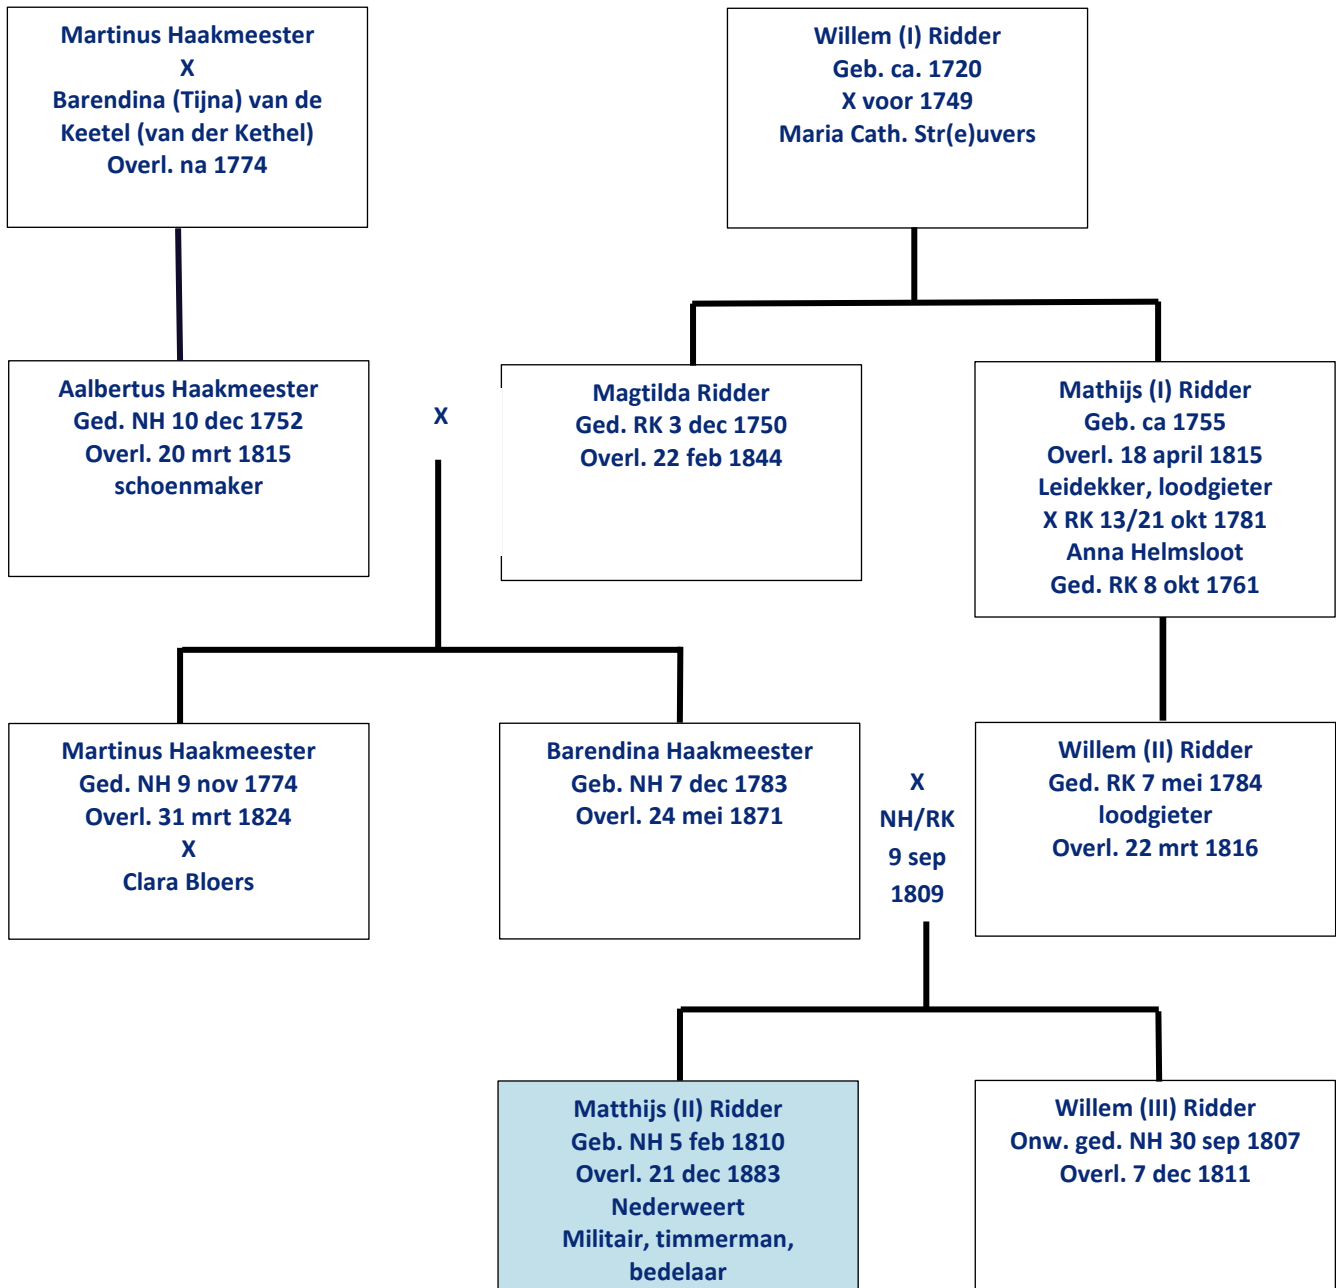 Martinus Haakmeester
X
Barendina (Tijna) van de
Keetel (van der Kethel)
Overl. na 1774
Willem (I) Ridder
Geb. ca. 1720
X voor 1749
Maria Cath. Str(e)uvers
Aalbertus Haakmeester
Ged. NH 10 dec 1752
Overl. 20 mrt 1815
schoenmaker
X
Magtilda Ridder
Ged. RK 3 dec 1750
Overl. 22 feb 1844
Mathijs (I) Ridder
Geb. ca 1755
Overl. 18 april 1815
Leidekker, loodgieter
X RK 13/21 okt 1781
Anna Helmsloot
Ged. RK 8 okt 1761
Martinus Haakmeester
Ged. NH 9 nov 1774
Overl. 31 mrt 1824
X
Clara Bloers
Barendina Haakmeester
Geb. NH 7 dec 1783
Overl. 24 mei 1871
X
NH/RK
9 sep
1809
Willem (II) Ridder
Ged. RK 7 mei 1784
loodgieter
Overl. 22 mrt 1816
Matthijs (II) Ridder
Geb. NH 5 feb 1810
Overl. 21 dec 1883
Nederweert
Militair, timmerman,
bedelaar
Willem (III) Ridder
Onw. ged. NH 30 sep 1807
Overl. 7 dec 1811